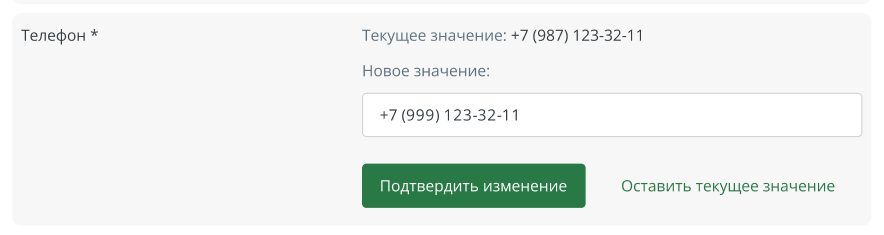 Телефон *
Текущее значение: +7 (987) 123-32-11
Новое значение:
+7 (999) 123-32-11
Подтвердить изменение
Оставить текущее значение